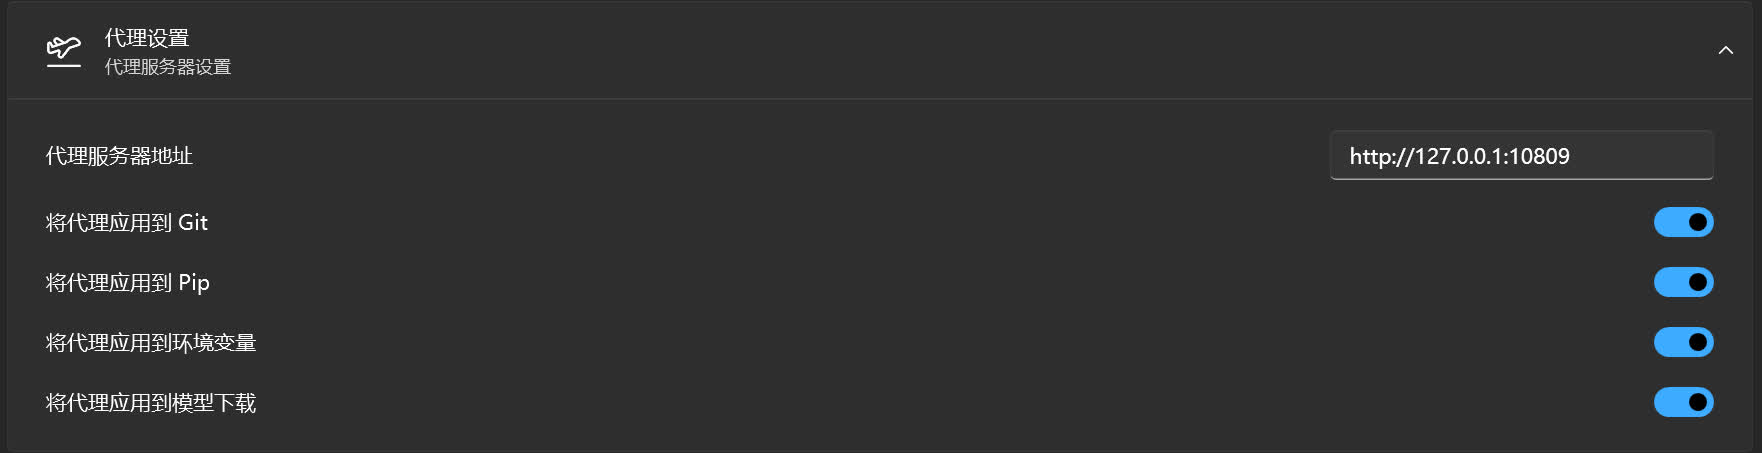 代理设置
代理服务器设置
代理服务器地址
http://127.0.0.1:10809
将代理应用到 Git
将代理应用到 Pip
将代理应用到环境变量
将代理应用到模型下载